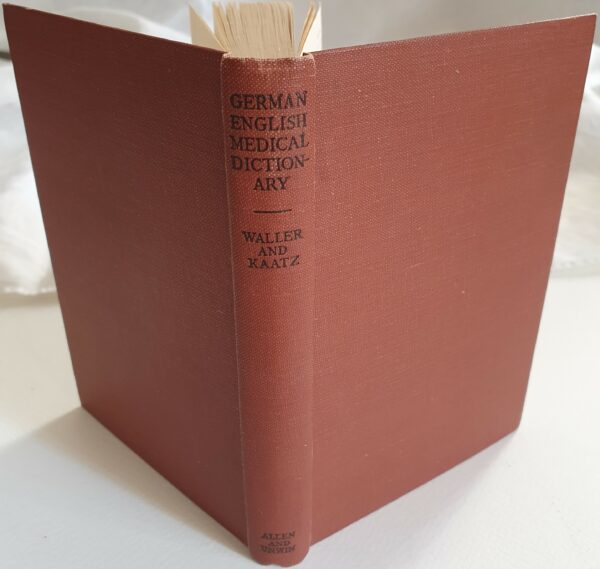 GERMAN
ENGLISH
MEDICAL
DICTION-
ARY
WALLER
AND
KAATZ
ALLEN
AND
UNWIN